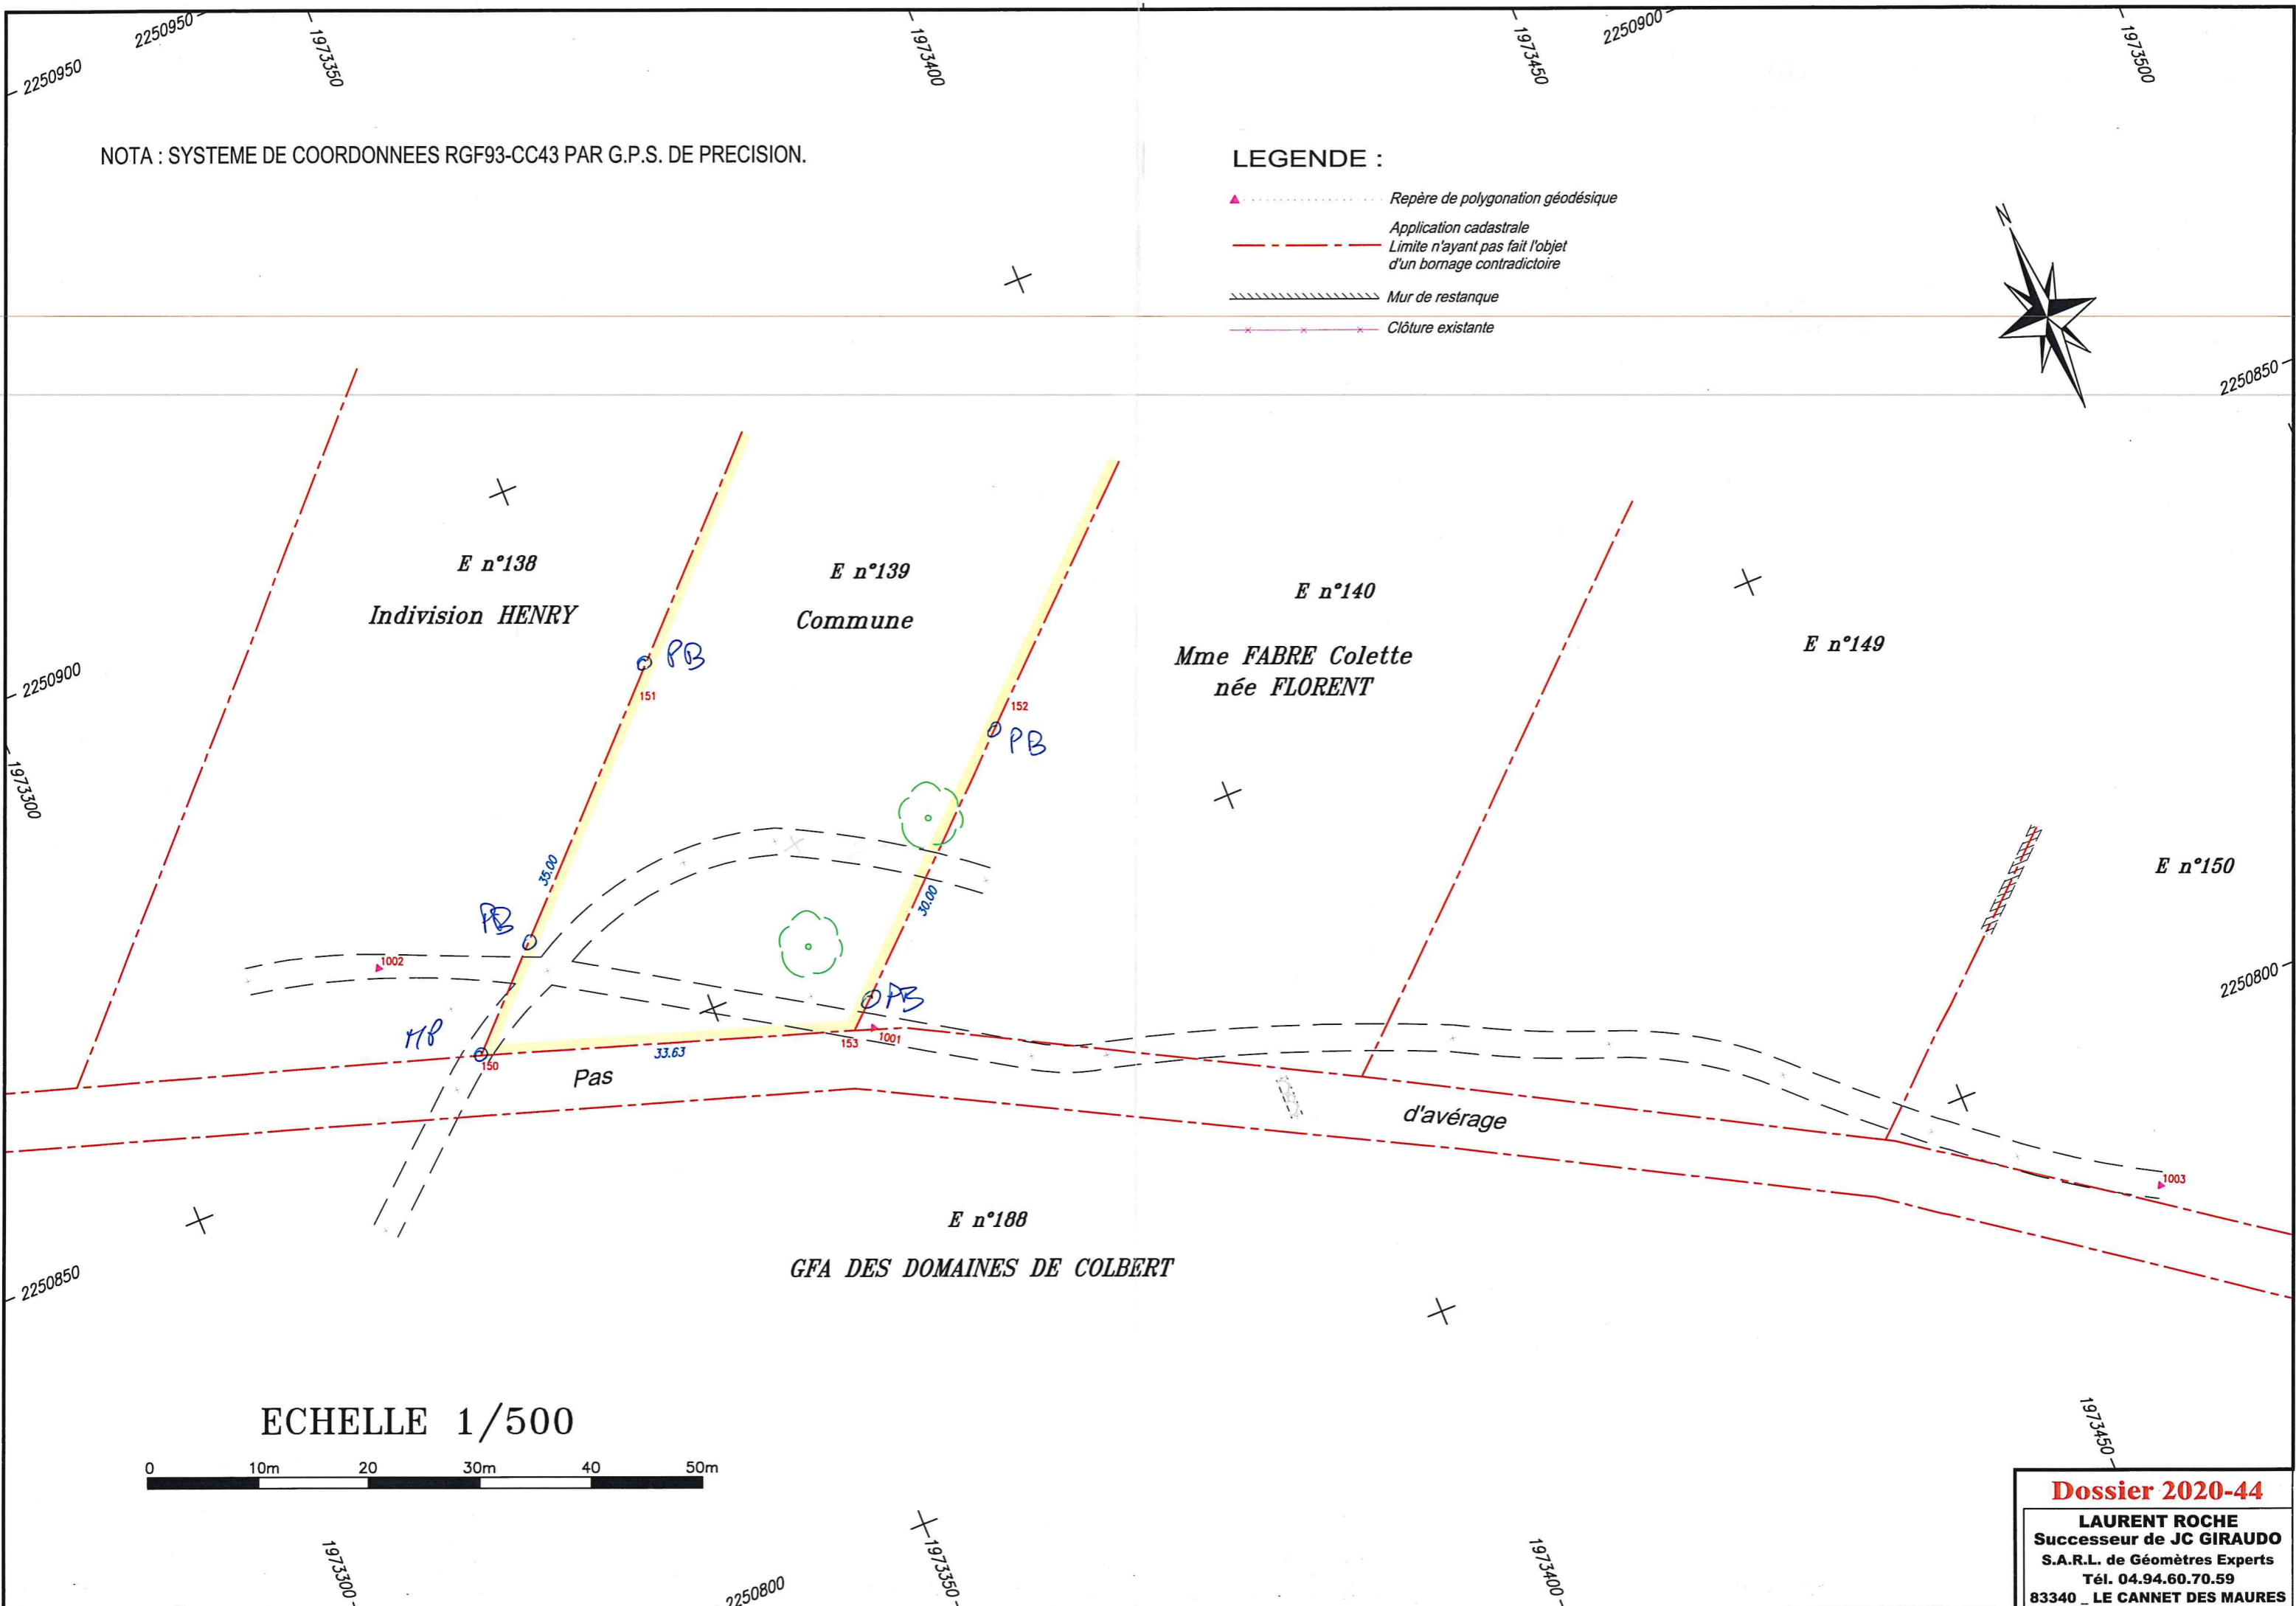 2250950
1973350
1973400
1973450
2250900
1973500
2250950
NOTA : SYSTEME DE COORDONNEES RGF93-CC43 PAR G.P.S. DE PRECISION.
LEGENDE :
Repère de polygonation géodésique
Application cadastrale
Limite n'ayant pas fait l'objet
d'un bornage contradictoire
Mur de restanque
Clôture existante
N
2250850
E n°138
Indivision HENRY
E n°139
Commune
E n°140
Mme FABRE Colette
née FLORENT
E n°149
E n°150
2250900
1973300
PB
151
152
PB
35.00
30.00
PB
1002
PB
MP
150
33.63
153
1001
Pas
d'avérage
2250800
1003
E n°188
GFA DES DOMAINES DE COLBERT
2250850
ECHELLE 1/500
0 10m 20 30m 40 50m
1973300
2250800
1973350
1973400
1973450
Dossier 2020-44
LAURENT ROCHE
Successeur de JC GIRAUDO
S.A.R.L. de Géomètres Experts
Tél. 04.94.60.70.59
83340 _ LE CANNET DES MAURES